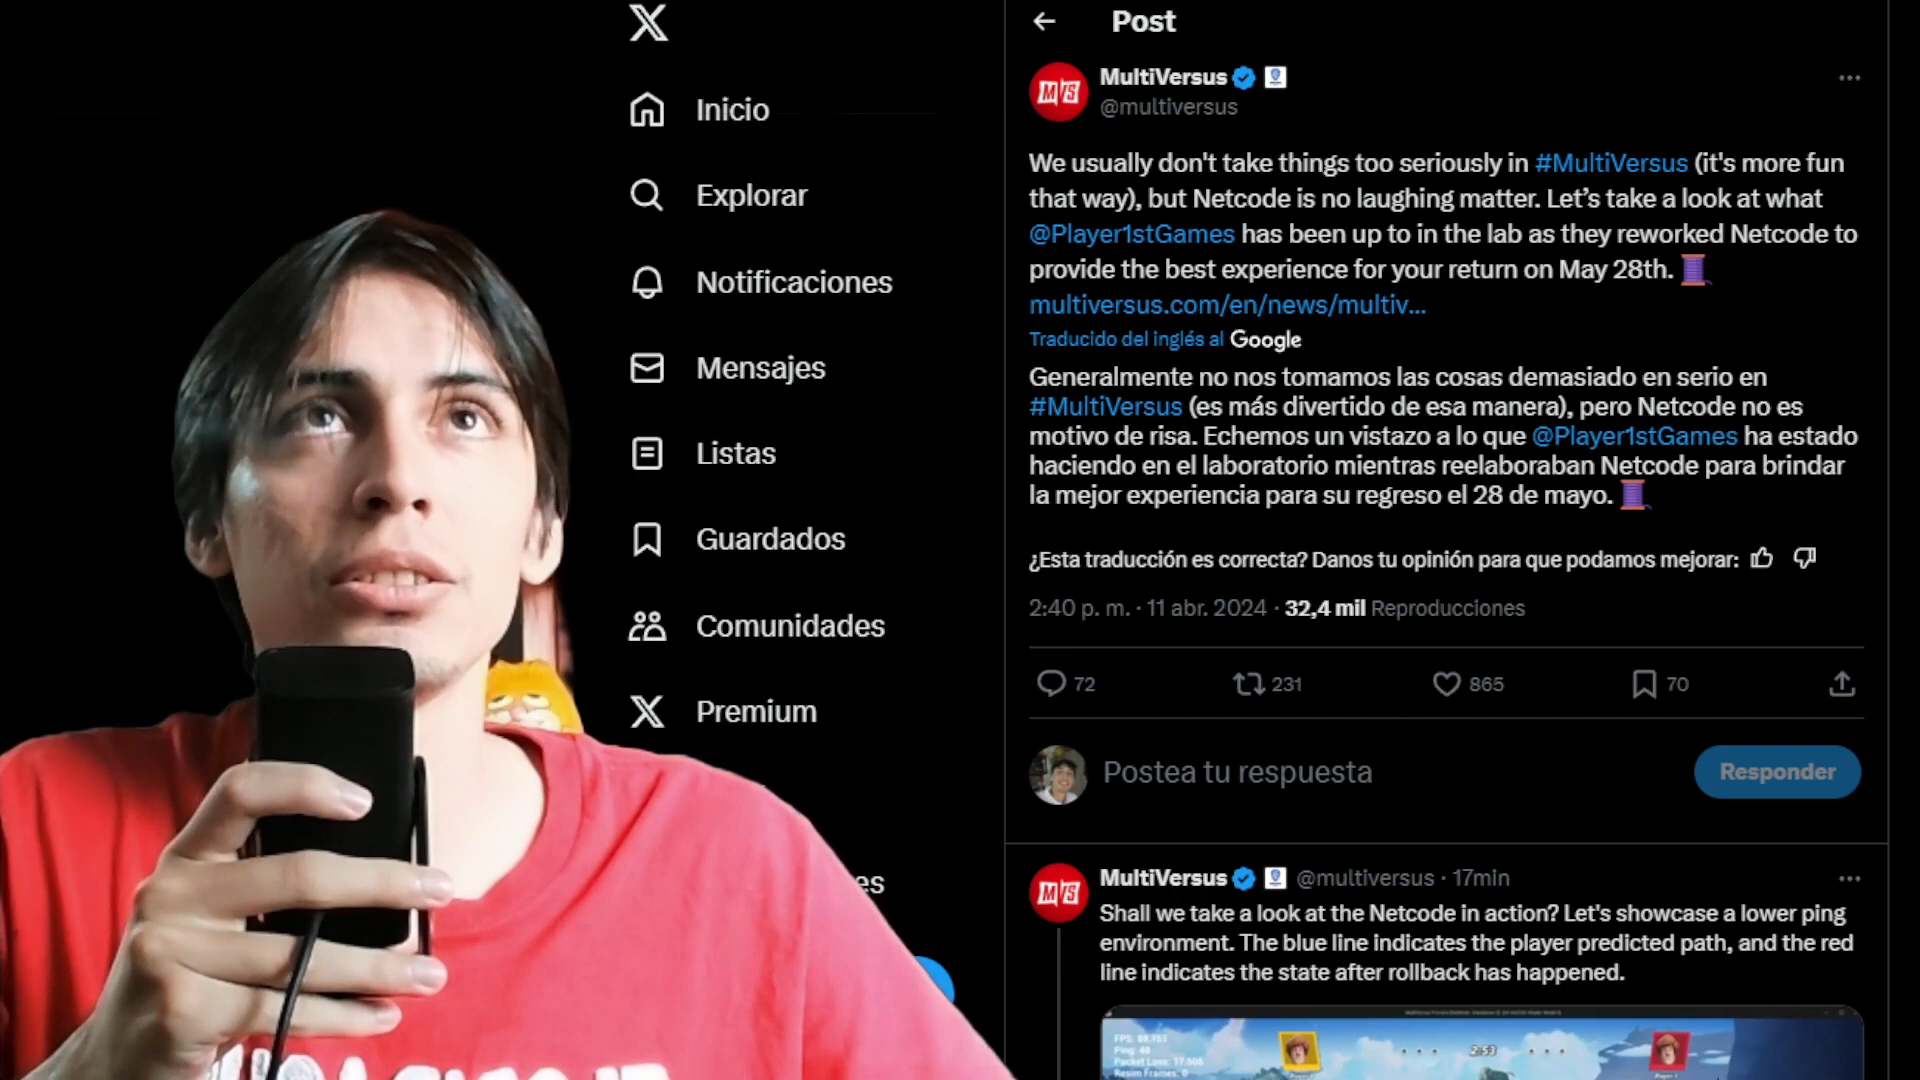 Inicio
Explorar
Notificaciones
Mensajes
Listas
Guardados
Comunidades
Premium
es
Post
MultiVersus
@multiversus
We usually don't take things too seriously in #MultiVersus (it's more fun
that way), but Netcode is no laughing matter. Let’s take a look at what
@Player1stGames has been up to in the lab as they reworked Netcode to
provide the best experience for your return on May 28th.
multiversus.com/en/news/multiv...
Traducido del inglés al Google
Generalmente no nos tomamos las cosas demasiado en serio en
#MultiVersus (es más divertido de esa manera), pero Netcode no es
motivo de risa. Echemos un vistazo a lo que @Player1stGames ha estado
haciendo en el laboratorio mientras reelaboraban Netcode para brindar
la mejor experiencia para su regreso el 28 de mayo.
¿Esta traducción es correcta? Danos tu opinión para que podamos mejorar:
2:40 p. m. · 11 abr. 2024 · 32,4 mil Reproducciones
72 231 865 70
Postea tu respuesta
Responder
MultiVersus @multiversus · 17min
Shall we take a look at the Netcode in action? Let's showcase a lower ping
environment. The blue line indicates the player predicted path, and the red
line indicates the state after rollback has happened.
Ping: 48
Resim Frames: 0
2:53